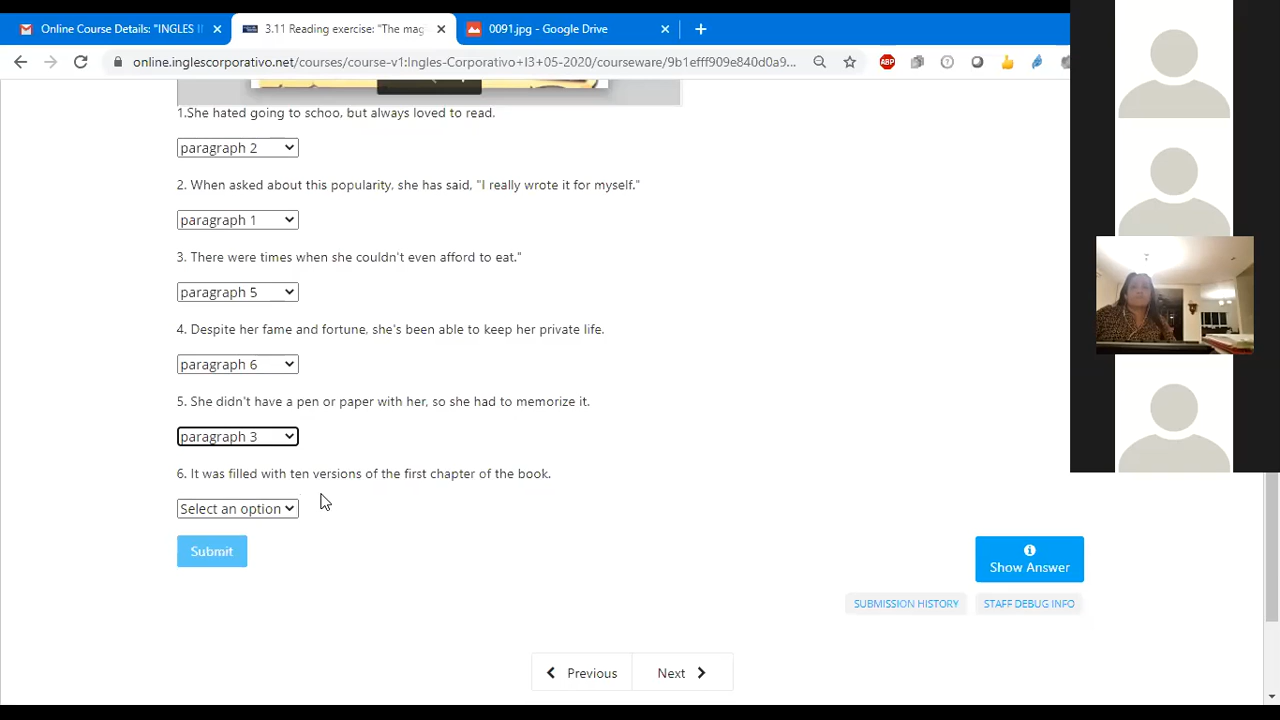 Online Course Details: "INGLES II
3.11 Reading exercise: "The mag
0091.jpg - Google Drive
online.inglescorporativo.net/courses/course-v1:Ingles-Corporativo+I3+05-2020/courseware/9b1efff909e840d0a9...
ABP
1.She hated going to schoo, but always loved to read.
paragraph 2
2. When asked about this popularity, she has said, "I really wrote it for myself."
paragraph 1
3. There were times when she couldn't even afford to eat."
paragraph 5
4. Despite her fame and fortune, she's been able to keep her private life.
paragraph 6
5. She didn't have a pen or paper with her, so she had to memorize it.
paragraph 3
6. It was filled with ten versions of the first chapter of the book.
Select an option
Submit
Show Answer
SUBMISSION HISTORY
STAFF DEBUG INFO
Previous
Next